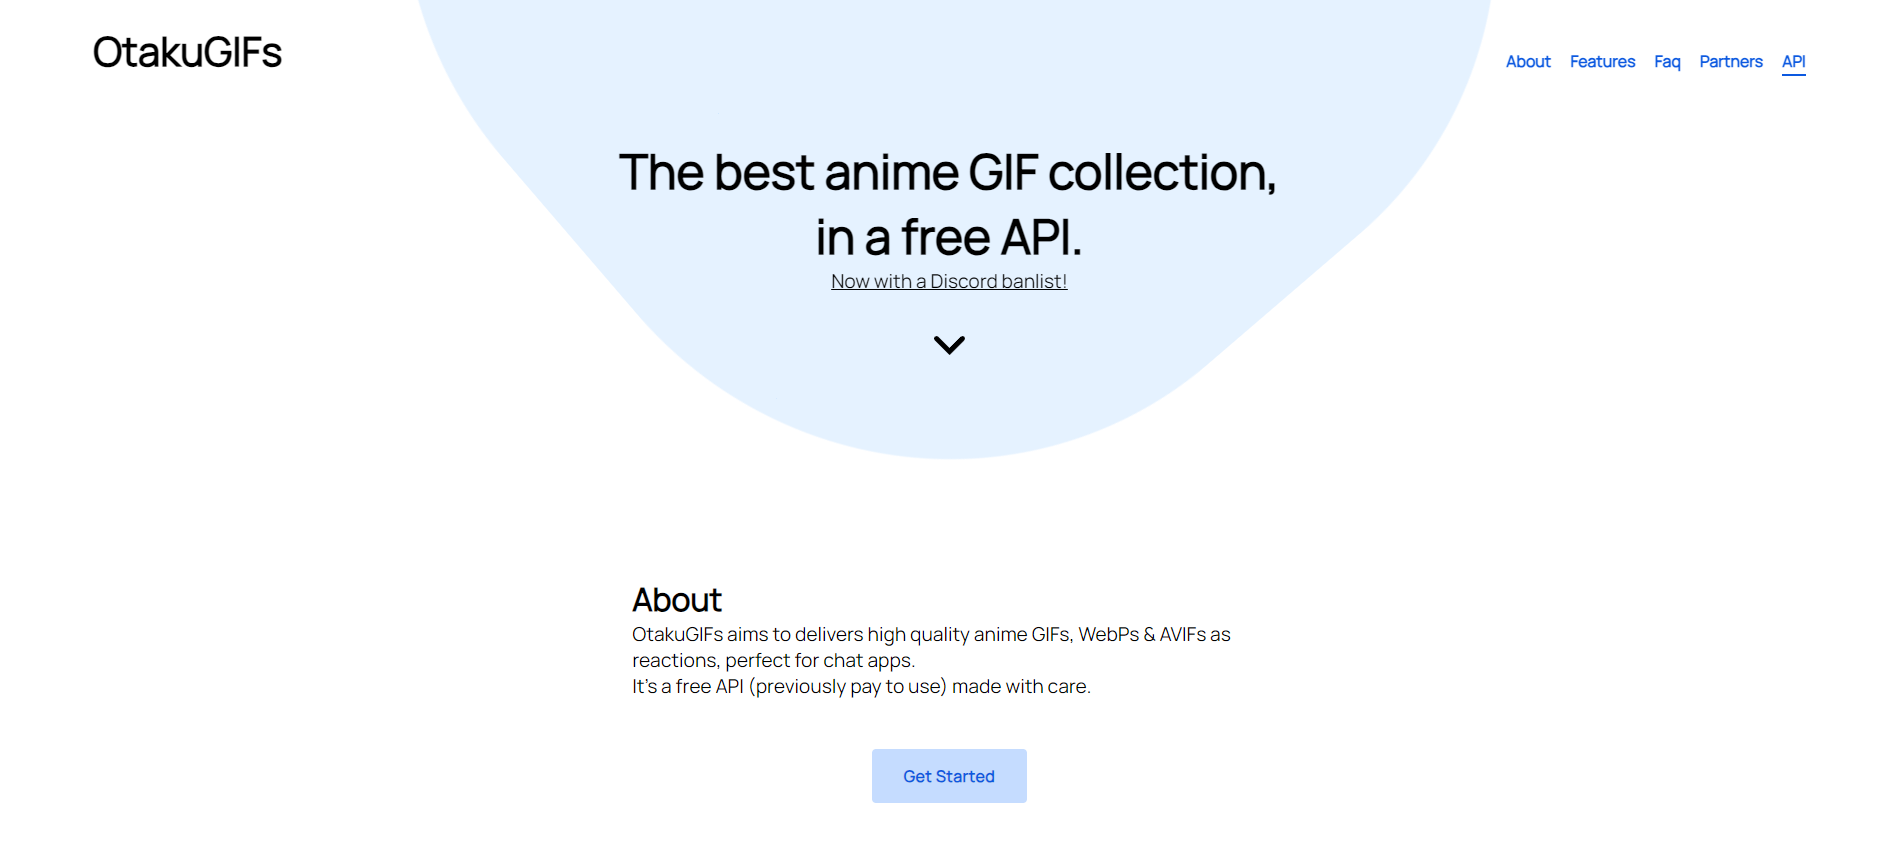 OtakuGIFs
About Features Faq Partners API
The best anime GIF collection,
in a free API.
Now with a Discord banlist!
About
OtakuGIFs aims to delivers high quality anime GIFs, WebPs & AVIFs as
reactions, perfect for chat apps.
It's a free API (previously pay to use) made with care.
Get Started